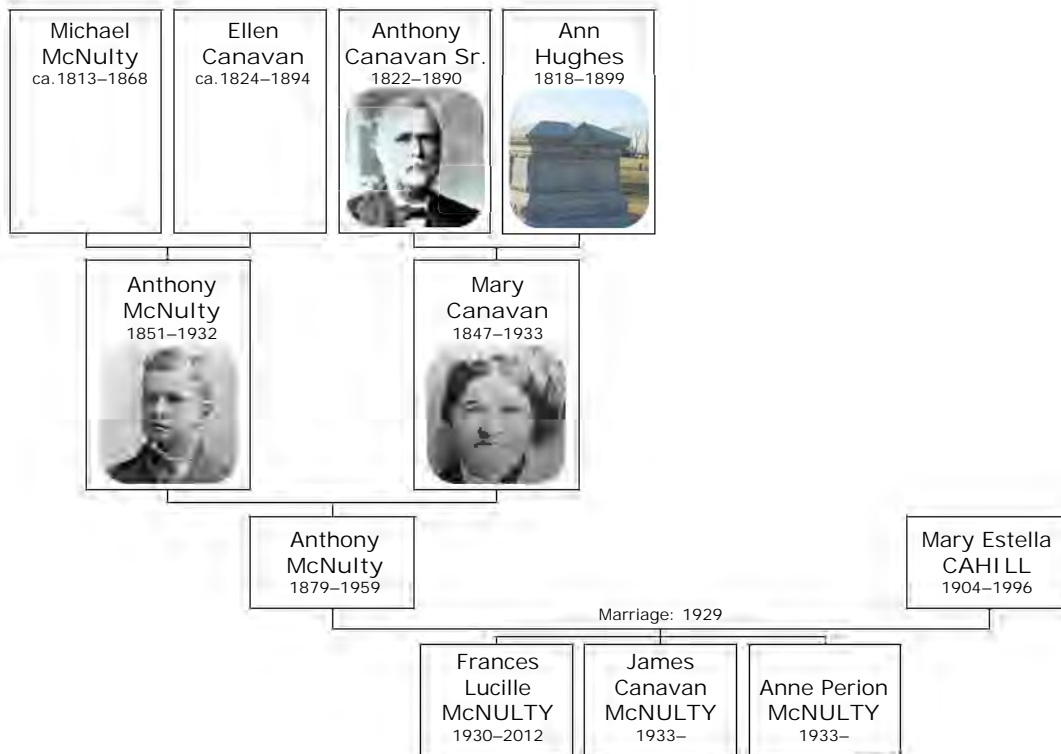 Michael
McNulty
ca.1813–1868
Ellen
Canavan
ca.1824–1894
Anthony
Canavan Sr.
1822–1890
Ann
Hughes
1818–1899
Anthony
McNulty
1851–1932
Mary
Canavan
1847–1933
Anthony
McNulty
1879–1959
Mary Estella
CAHILL
1904–1996
Marriage: 1929
Frances
Lucille
McNULTY
1930–2012
James
Canavan
McNULTY
1933–
Anne Perion
McNULTY
1933–